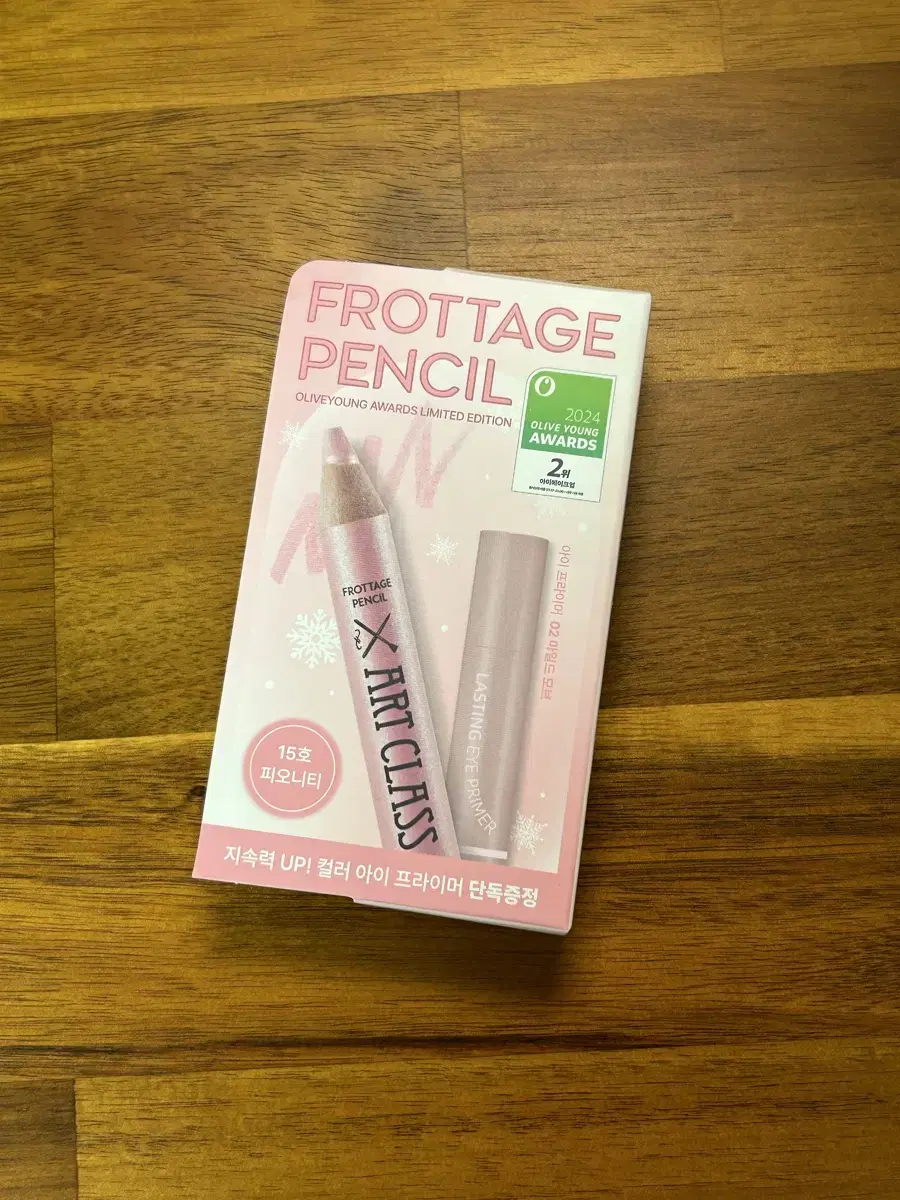 FROTTAGE
PENCIL
OLIVEYOUNG AWARDS LIMITED EDITION
2024
OLIVE YOUNG
AWARDS
2위
아이메이크업
아이 프라이머 02 마일드 모브
FROTTAGE
PENCIL
ART CLASS
LASTING EYE PRIMER
15호
피오니티
지속력 UP! 컬러 아이 프라이머 단독증정